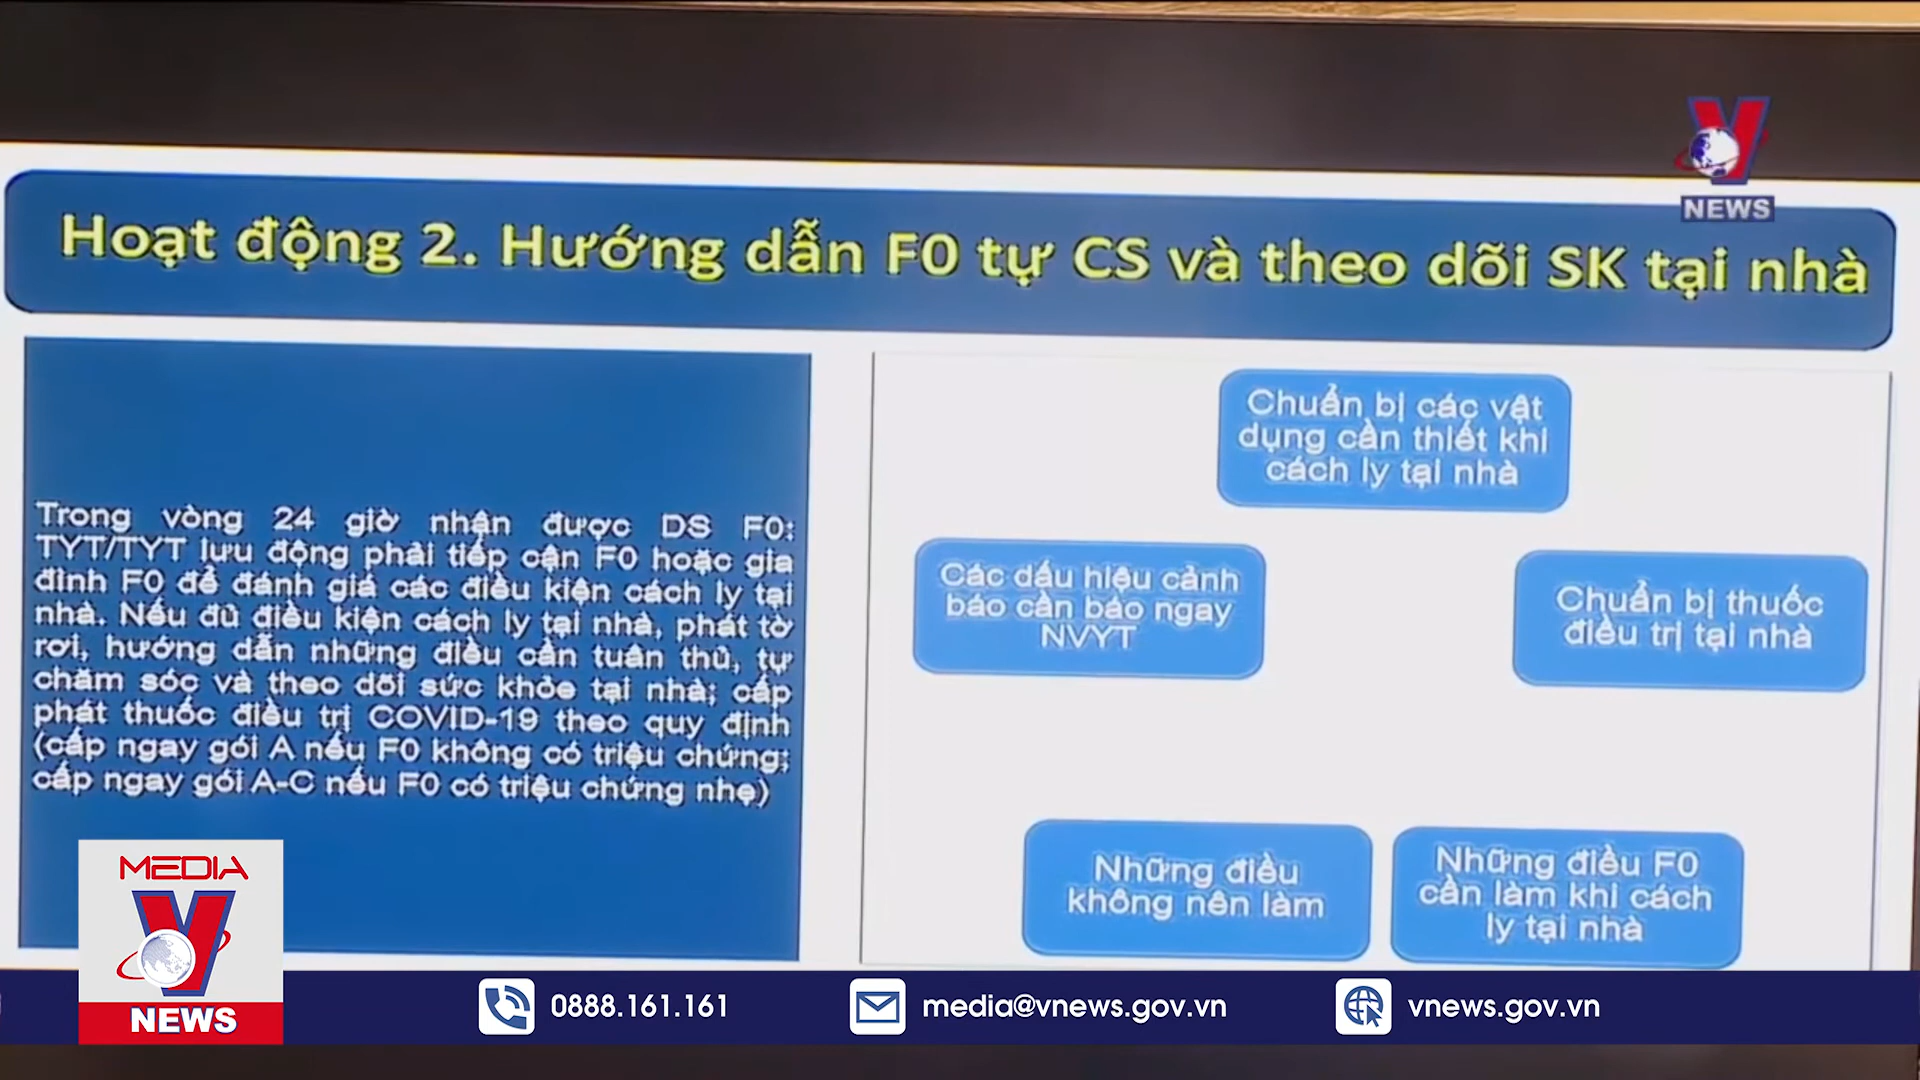 NEWS
Hoạt động 2. Hướng dẫn F0 tự CS và theo dõi SK tại nhà
Trong vòng 24 giờ nhận được DS F0:
TYT/TYT lưu động phải tiếp cận F0 hoặc gia
đình F0 để đánh giá các điều kiện cách ly tại
nhà. Nếu đủ điều kiện cách ly tại nhà, phát tờ
rơi, hướng dẫn những điều cần tuân thủ, tự
chăm sóc và theo dõi sức khỏe tại nhà; cấp
phát thuốc điều trị COVID-19 theo quy định
(cấp ngay gói A nếu F0 không có triệu chứng;
cấp ngay gói A-C nếu F0 có triệu chứng nhẹ)
Chuẩn bị các vật
dụng cần thiết khi
cách ly tại nhà
Các dấu hiệu cảnh
báo cần báo ngay
NVYT
Chuẩn bị thuốc
điều trị tại nhà
Những điều
không nên làm
Những điều F0
cần làm khi cách
ly tại nhà
MEDIA
NEWS
0888.161.161
media@vnews.gov.vn
vnews.gov.vn